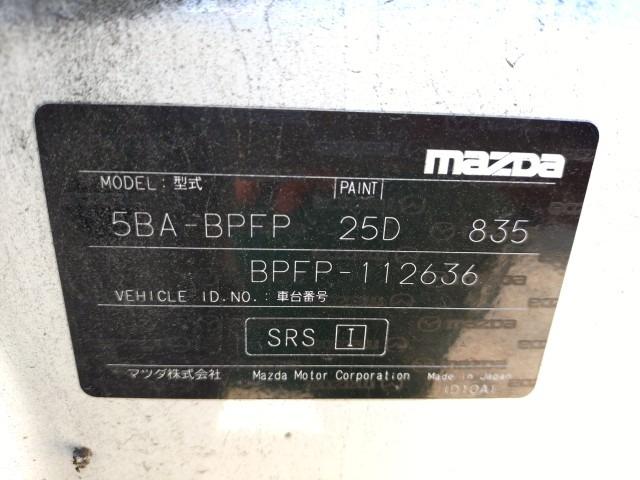 mazda
MODEL: 型式 PAINT
5BA-BPFP 25D 835
BPFP-112636
VEHICLE ID.NO.: 車台番号
SRS I
マツダ株式会社 Mazda Motor Corporation Made in Japan
(D10A)